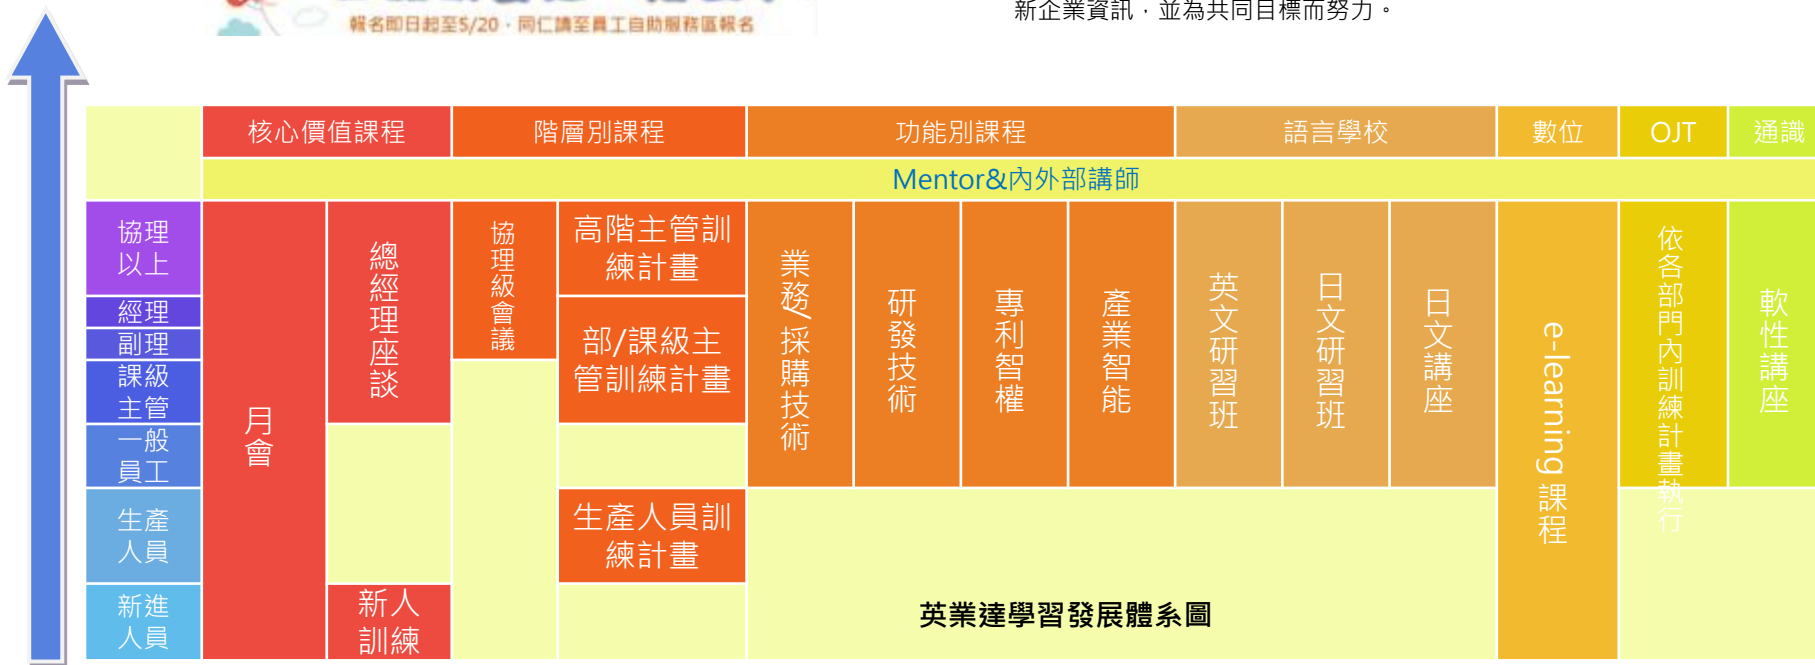 報名即日起至5/20，同仁請至員工自助服務區報名
新企業資訊，並為共同目標而努力。
核心價值課程
階層別課程
功能別課程
語言學校
數位
OJT
通識
Mentor&內外部講師
協理
以上
經理
副理
課級
主管
一般
員工
生產
人員
新進
人員
月會
總經理座談
新人
訓練
協理級會議
高階主管訓
練計畫
部/課級主
管訓練計畫
生產人員訓
練計畫
業務/採購技術
研發技術
專利智權
產業智能
英文研習班
日文研習班
日文講座
e-learning 課程
依各部門內訓練計畫執行
軟性講座
英業達學習發展體系圖